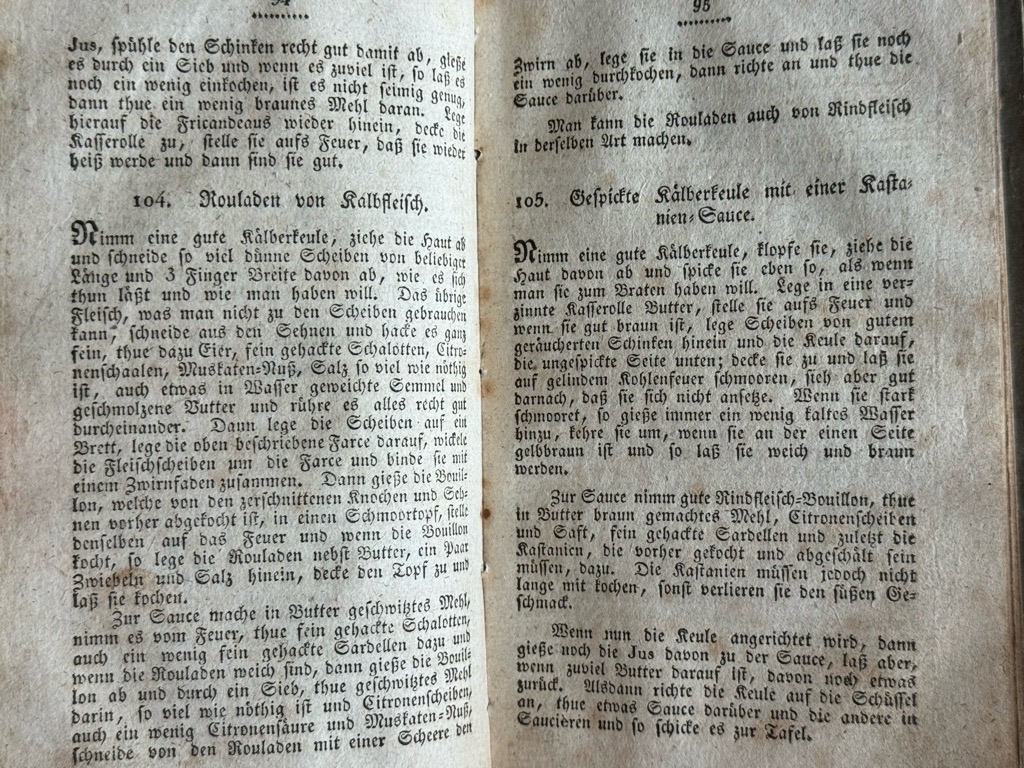 94
Jus, spühle den Schinken recht gut damit ab, gieße
es durch ein Sieb und wenn es zuviel ist, so laß es
noch ein wenig einkochen, ist es nicht seimig genug,
dann thue ein wenig braunes Mehl daran. Lege
hierauf die Fricandeaus wieder hinein, decke die
Kasserolle zu, stelle sie aufs Feuer, daß sie wieder
heiß werde und dann sind sie gut.
104. Rouladen von Kalbfleisch.
Nimm eine gute Kälberkeule, ziehe die Haut ab
und schneide so viel dünne Scheiben von beliebiger
Länge und 3 Finger Breite davon ab, wie es sich
thun läßt und wie man haben will. Das übrige
Fleisch, was man nicht zu den Scheiben gebrauchen
kann, schneide aus den Sehnen und hacke es ganz
fein, thue dazu Eier, fein gehackte Schalotten, Citro-
nenschaalen, Muskaten-Nuß, Salz so viel wie nöthig
ist, auch etwas in Wasser geweichte Semmel und
geschmolzene Butter und rühre es alles recht gut
durcheinander. Dann lege die Scheiben auf ein
Brett, lege die oben beschriebene Farce darauf, wickele
die Fleischscheiben um die Farce und binde sie mit
einem Zwirnfaden zusammen. Dann gieße die Bouil-
lon, welche von den zerschnittenen Knochen und Seh-
nen vorher abgekocht ist, in einen Schmoortopf, stelle
denselben auf das Feuer und wenn die Bouillon
kocht, so lege die Rouladen nebst Butter, ein Paar
Zwiebeln und Salz hinein, decke den Topf zu und
laß sie kochen.
Zur Sauce mache in Butter geschwitztes Mehl,
nimm es vom Feuer, thue fein gehackte Schalotten,
auch ein wenig fein gehackte Sardellen dazu und
wenn die Rouladen weich sind, dann gieße die Bouil-
lon ab und durch ein Sieb, thue geschwitztes Mehl
darin, so viel wie nöthig ist und Citronenscheiben,
auch ein wenig Citronensäure und Muskaten-Nuß,
schneide von den Rouladen mit einer Scheere den
95
Zwirn ab, lege sie in die Sauce und laß sie noch
ein wenig durchkochen, dann richte an und thue die
Sauce darüber.
Man kann die Rouladen auch von Rindfleisch
in derselben Art machen.
105. Gespickte Kälberkeule mit einer Kasta-
nien-Sauce.
Nimm eine gute Kälberkeule, klopfe sie, ziehe die
Haut davon ab und spicke sie eben so, als wenn
man sie zum Braten haben will. Lege in eine ver-
zinnte Kasserolle Butter, stelle sie aufs Feuer und
wenn sie gut braun ist, lege Scheiben von gutem
geräucherten Schinken hinein und die Keule darauf,
die ungespickte Seite unten; decke sie zu und laß sie
auf gelindem Kohlenfeuer schmooren, sieh aber gut
darnach, daß sie sich nicht ansetze. Wenn sie stark
schmooret, so gieße immer ein wenig kaltes Wasser
hinzu, kehre sie um, wenn sie an der einen Seite
gelbbraun ist und so laß sie weich und braun
werden.
Zur Sauce nimm gute Rindfleisch-Bouillon, thue
in Butter braun gemachtes Mehl, Citronenscheiben
und Saft, fein gehackte Sardellen und zuletzt die
Kastanien, die vorher gekocht und abgeschält sein
müssen, dazu. Die Kastanien müssen jedoch nicht
lange mit kochen, sonst verlieren sie den süßen Ge-
schmack.
Wenn nun die Keule angerichtet wird, dann
gieße noch die Jus davon zu der Sauce, laß aber,
wenn zuviel Butter darauf ist, davon noch etwas
zurück. Alsdann richte die Keule auf die Schüssel
an, thue etwas Sauce darüber und die andere in
Saucieren und so schicke es zur Tafel.